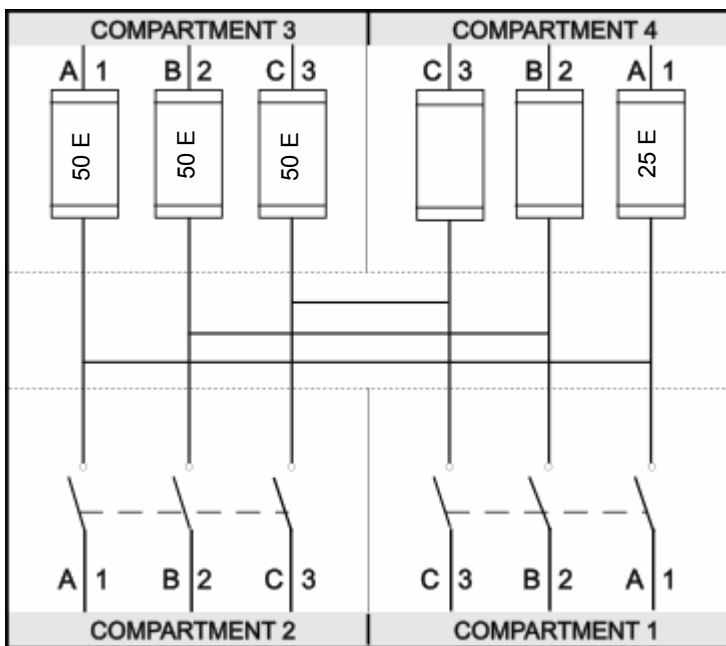 COMPARTMENT 3 COMPARTMENT 4
A 1 B 2 C 3 C 3 B 2 A 1
50 E 50 E 50 E 25 E
A 1 B 2 C 3 C 3 B 2 A 1
COMPARTMENT 2 COMPARTMENT 1